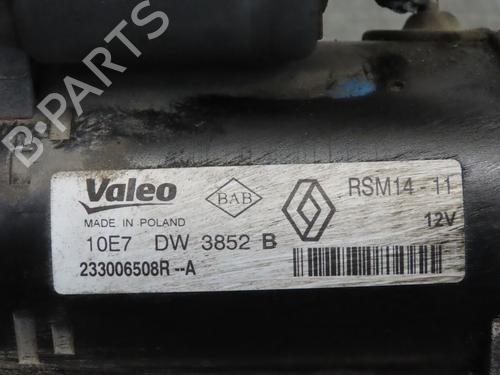 B-PARTS
Valeo
BAB
RSM14 - 11
MADE IN POLAND
12V
10E7 DW 3852 B
233006508R--A